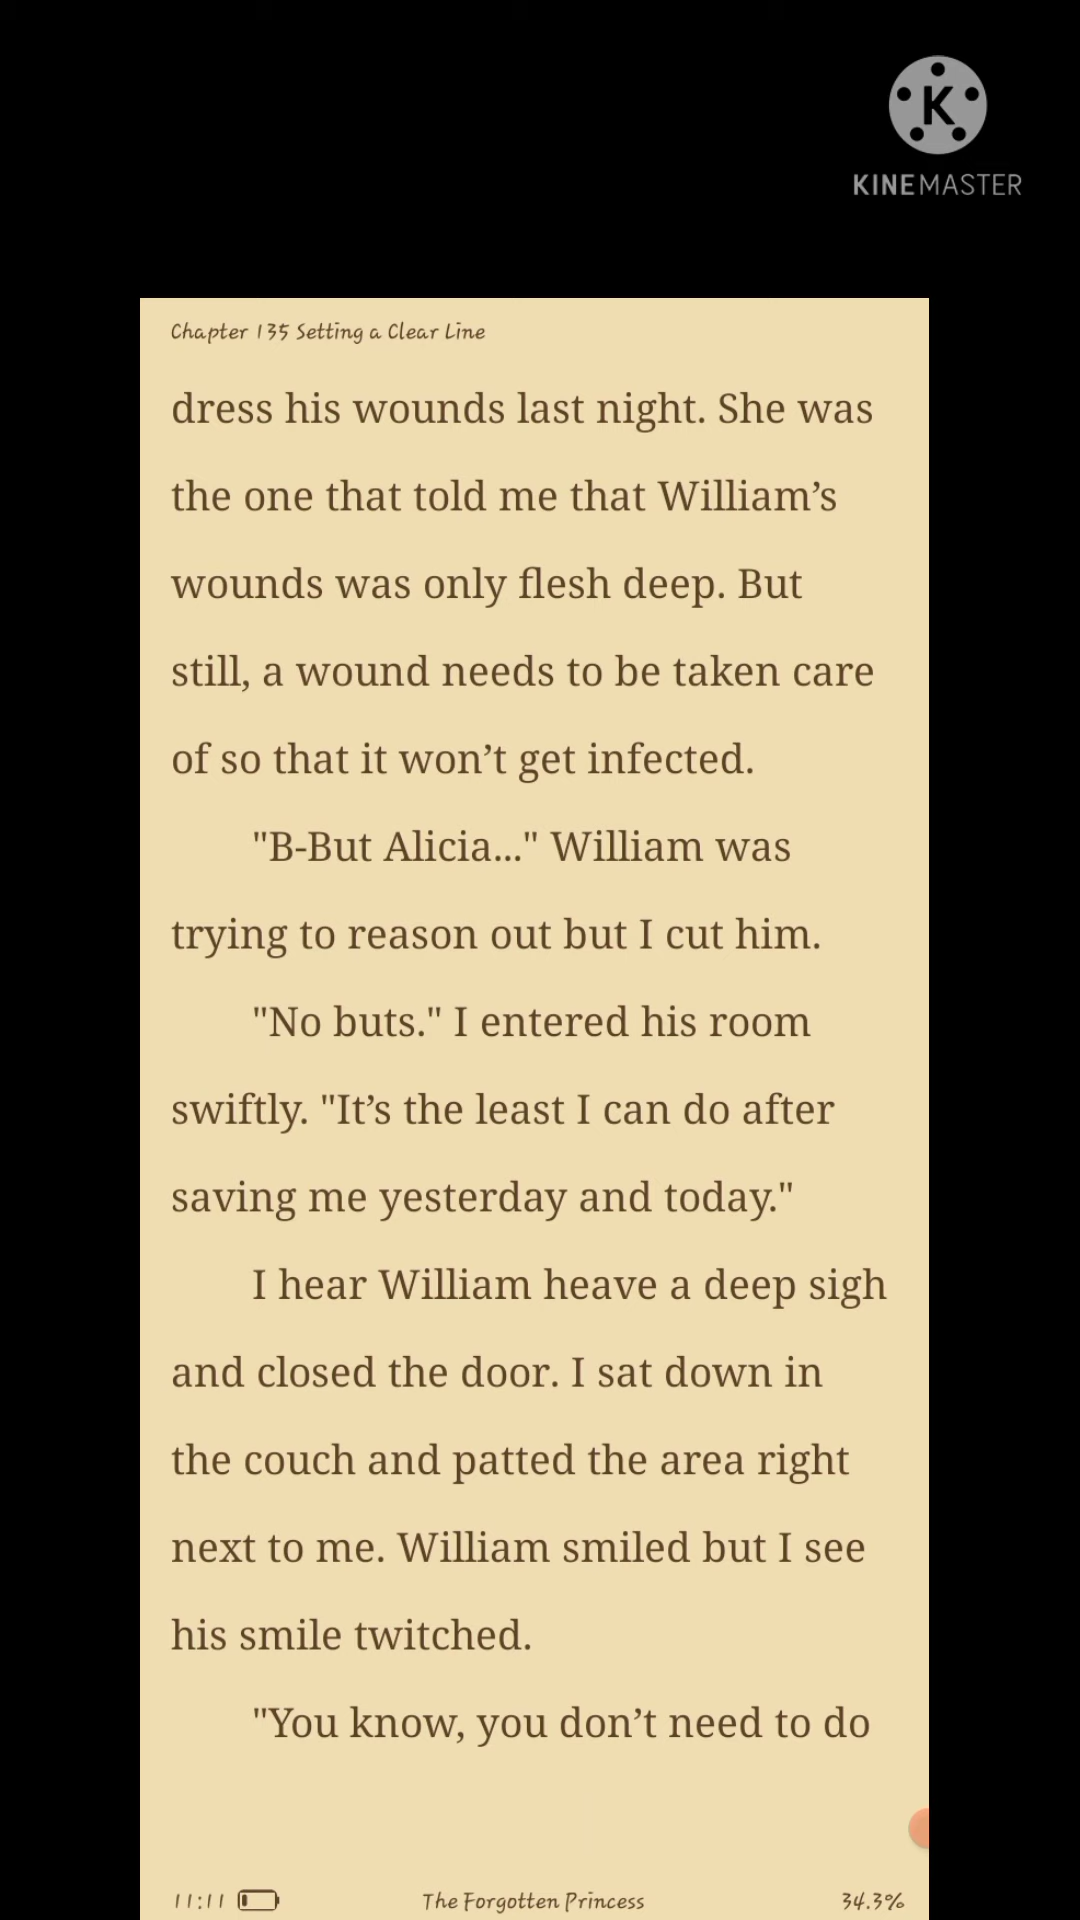 K
KINEMASTER
Chapter 135 Setting a Clear Line
dress his wounds last night. She was
the one that told me that William’s
wounds was only flesh deep. But
still, a wound needs to be taken care
of so that it won’t get infected.
"B-But Alicia..." William was
trying to reason out but I cut him.
"No buts." I entered his room
swiftly. "It’s the least I can do after
saving me yesterday and today."
I hear William heave a deep sigh
and closed the door. I sat down in
the couch and patted the area right
next to me. William smiled but I see
his smile twitched.
"You know, you don’t need to do
11:11 The Forgotten Princess 34.3%